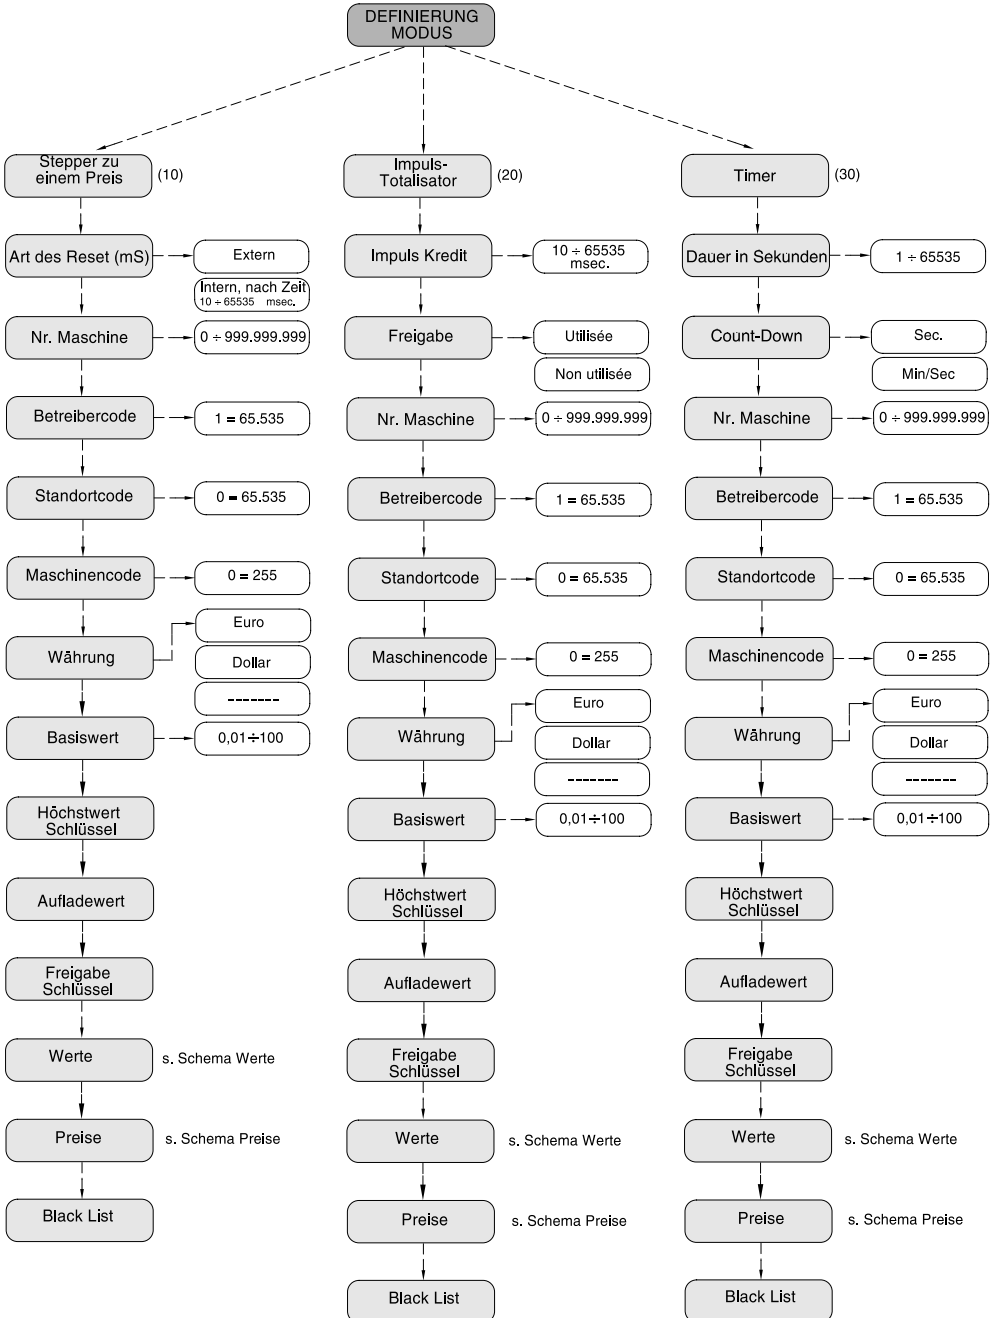 DEFINIERUNG
MODUS
Stepper zu
einem Preis
(10)
Art des Reset (mS)
Extern
Intern, nach Zeit
10 ÷ 65535 msec.
Nr. Maschine
0 ÷ 999.999.999
Betreibercode
1 = 65.535
Standortcode
0 = 65.535
Maschinencode
0 = 255
Währung
Euro
Dollar
-------
Basiswert
0,01÷100
Höchstwert
Schlüssel
Aufladewert
Freigabe
Schlüssel
Werte
s. Schema Werte
Preise
s. Schema Preise
Black List
Impuls-
Totalisator
(20)
Impuls Kredit
10 ÷ 65535
msec.
Freigabe
Utilisée
Non utilisée
Nr. Maschine
0 ÷ 999.999.999
Betreibercode
1 = 65.535
Standortcode
0 = 65.535
Maschinencode
0 = 255
Währung
Euro
Dollar
-------
Basiswert
0,01÷100
Höchstwert
Schlüssel
Aufladewert
Freigabe
Schlüssel
Werte
s. Schema Werte
Preise
s. Schema Preise
Black List
Timer
(30)
Dauer in Sekunden
1 ÷ 65535
Count-Down
Sec.
Min/Sec
Nr. Maschine
0 ÷ 999.999.999
Betreibercode
1 = 65.535
Standortcode
0 = 65.535
Maschinencode
0 = 255
Währung
Euro
Dollar
-------
Basiswert
0,01÷100
Höchstwert
Schlüssel
Aufladewert
Freigabe
Schlüssel
Werte
s. Schema Werte
Preise
s. Schema Preise
Black List